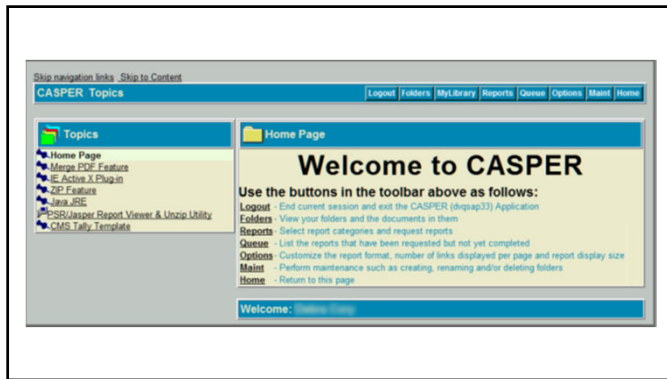 Skip navigation links Skip to Content
CASPER Topics
Logout Folders MyLibrary Reports Queue Options Maint Home
Topics
Home Page
Merge PDF Feature
IE Active X Plug-in
ZIP Feature
Java JRE
PSR/Jasper Report Viewer & Unzip Utility
CMS Tally Template
Home Page
Welcome to CASPER
Use the buttons in the toolbar above as follows:
Logout - End current session and exit the CASPER (dvqsap33) Application
Folders - View your folders and the documents in them
Reports - Select report categories and request reports
Queue - List the reports that have been requested but not yet completed
Options - Customize the report format, number of links displayed per page and report display size
Maint - Perform maintenance such as creating, renaming and/or deleting folders
Home - Return to this page
Welcome: